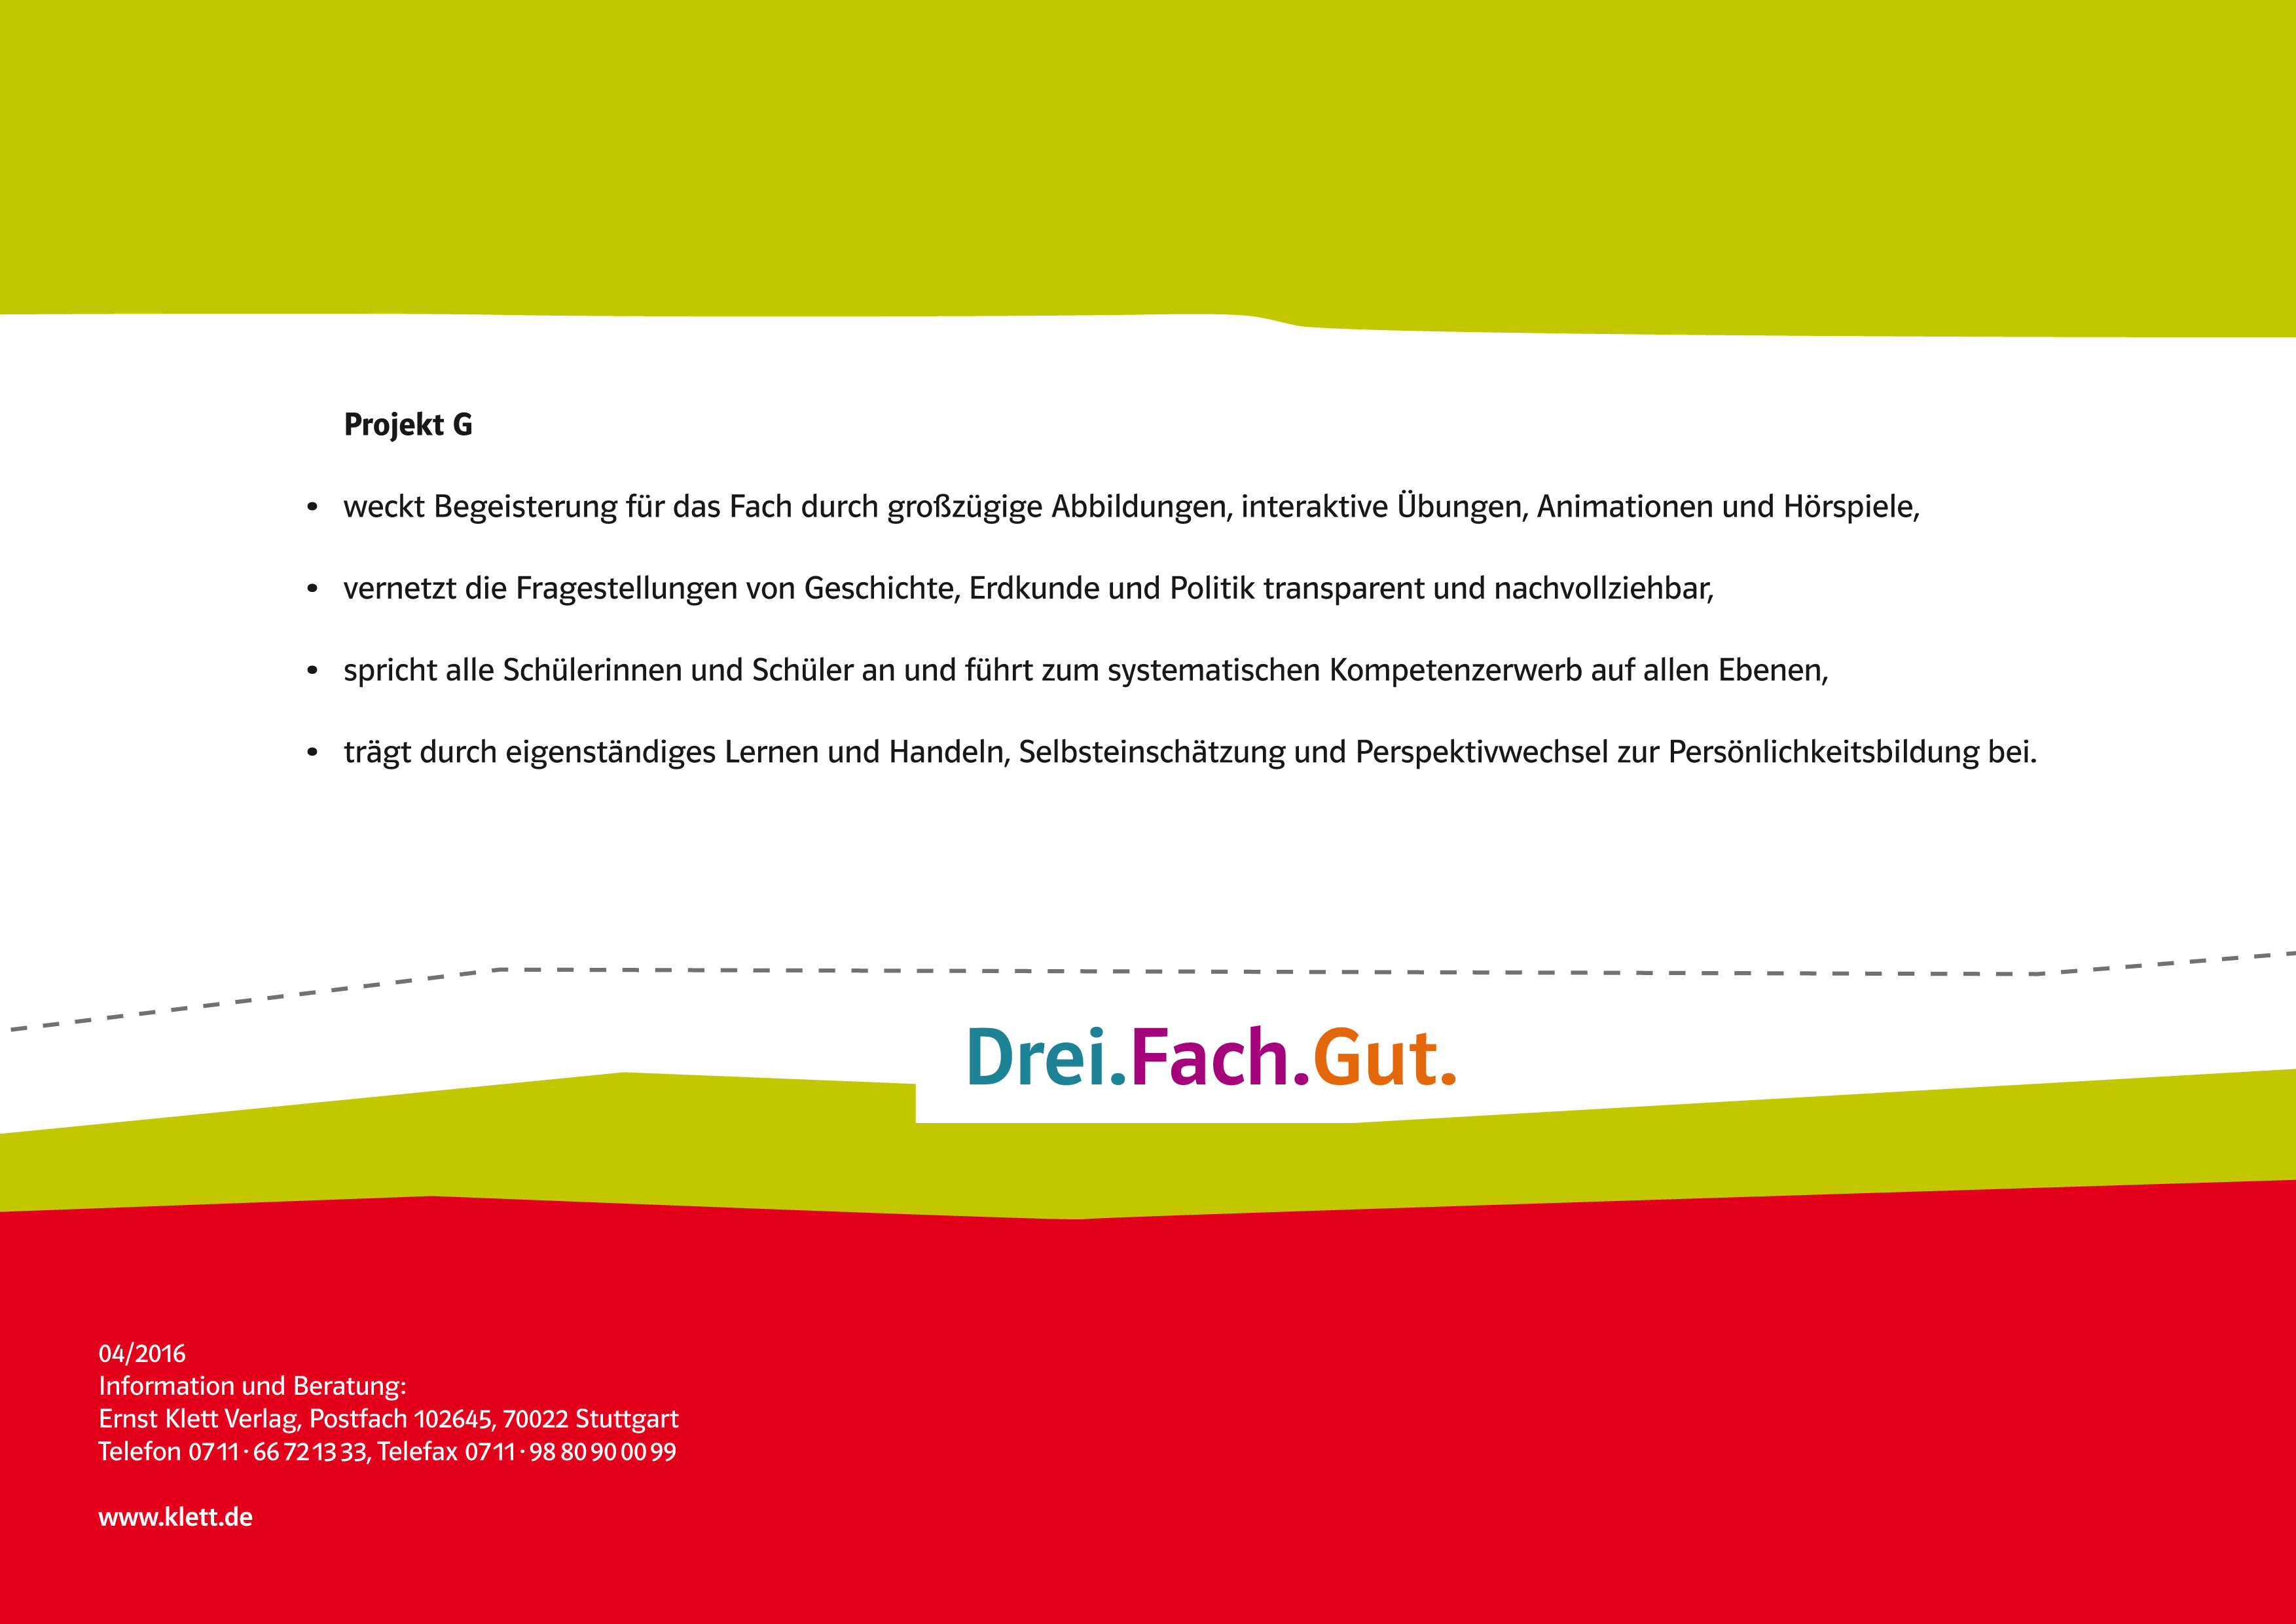 Projekt G
• weckt Begeisterung für das Fach durch großzügige Abbildungen, interaktive Übungen, Animationen und Hörspiele,
• vernetzt die Fragestellungen von Geschichte, Erdkunde und Politik transparent und nachvollziehbar,
• spricht alle Schülerinnen und Schüler an und führt zum systematischen Kompetenzerwerb auf allen Ebenen,
• trägt durch eigenständiges Lernen und Handeln, Selbsteinschätzung und Perspektivwechsel zur Persönlichkeitsbildung bei.
Drei.Fach.Gut.
04/2016
Information und Beratung:
Ernst Klett Verlag, Postfach 102645, 70022 Stuttgart
Telefon 0711 · 66 72 13 33, Telefax 0711 · 98 80 90 00 99
www.klett.de